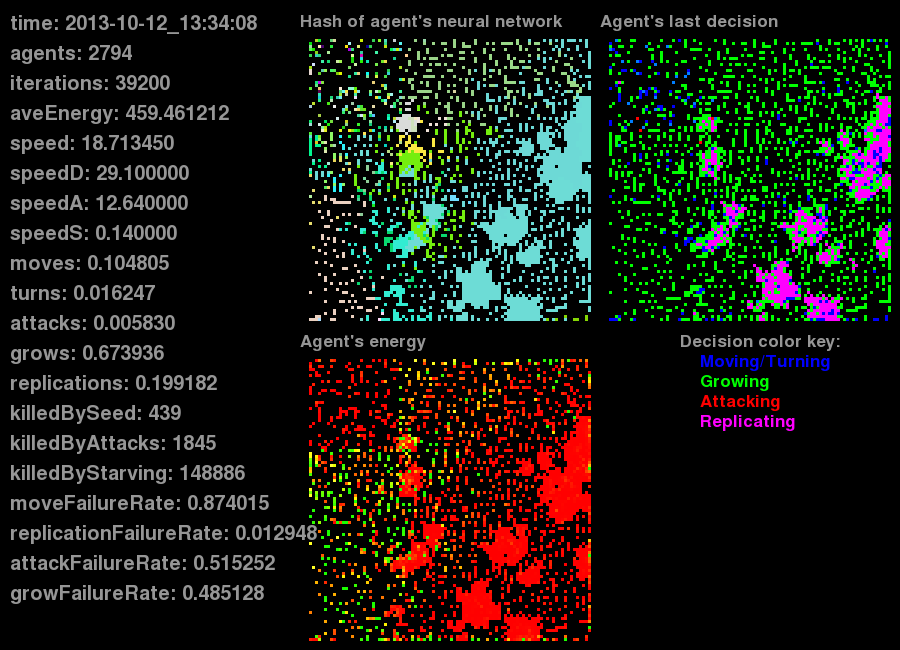 time: 2013-10-12_13:34:08
agents: 2794
iterations: 39200
aveEnergy: 459.461212
speed: 18.713450
speedD: 29.100000
speedA: 12.640000
speedS: 0.140000
moves: 0.104805
turns: 0.016247
attacks: 0.005830
grows: 0.673936
replications: 0.199182
killedBySeed: 439
killedByAttacks: 1845
killedByStarving: 148886
moveFailureRate: 0.874015
replicationFailureRate: 0.012948
attackFailureRate: 0.515252
growFailureRate: 0.485128
Hash of agent's neural network
Agent's last decision
Agent's energy
Decision color key:
Moving/Turning
Growing
Attacking
Replicating